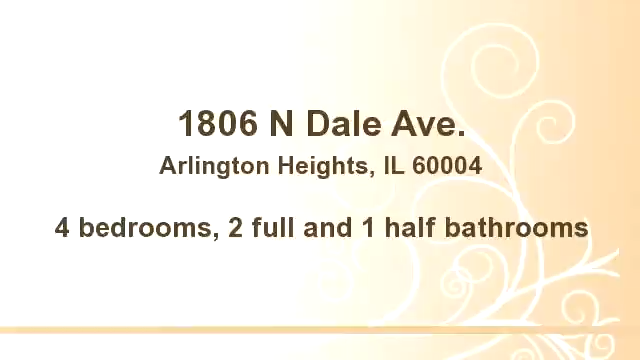 1806 N Dale Ave.
Arlington Heights, IL 60004
4 bedrooms, 2 full and 1 half bathrooms